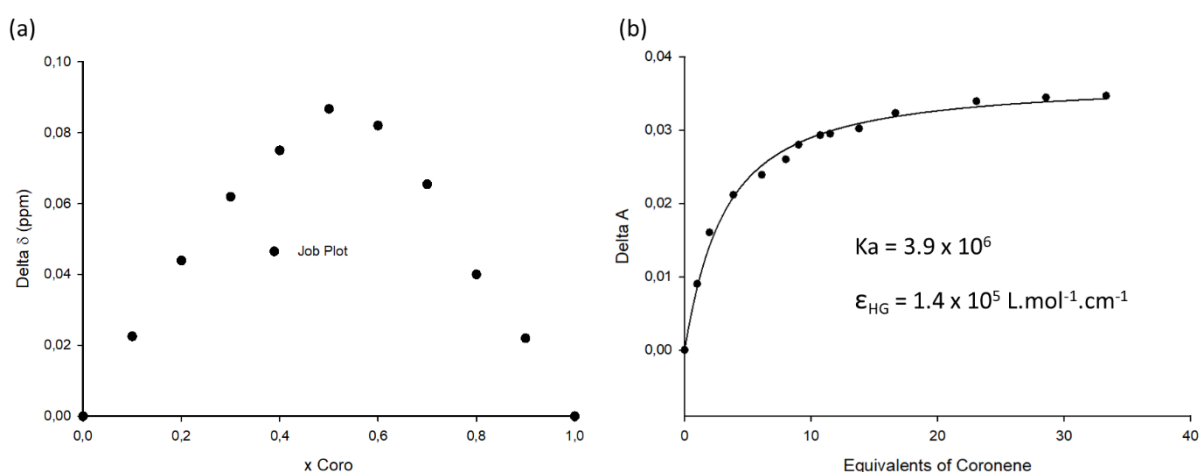 (a)
0,10
0,08
0,06
0,04
0,02
0,00
Delta δ (ppm)
Job Plot
0,0 0,2 0,4 0,6 0,8 1,0
x Coro
(b)
0,04
0,03
0,02
0,01
0,00
Delta A
Ka = 3.9 x 10⁶
ε_HG = 1.4 x 10⁵ L.mol⁻¹.cm⁻¹
0 10 20 30 40
Equivalents of Coronene